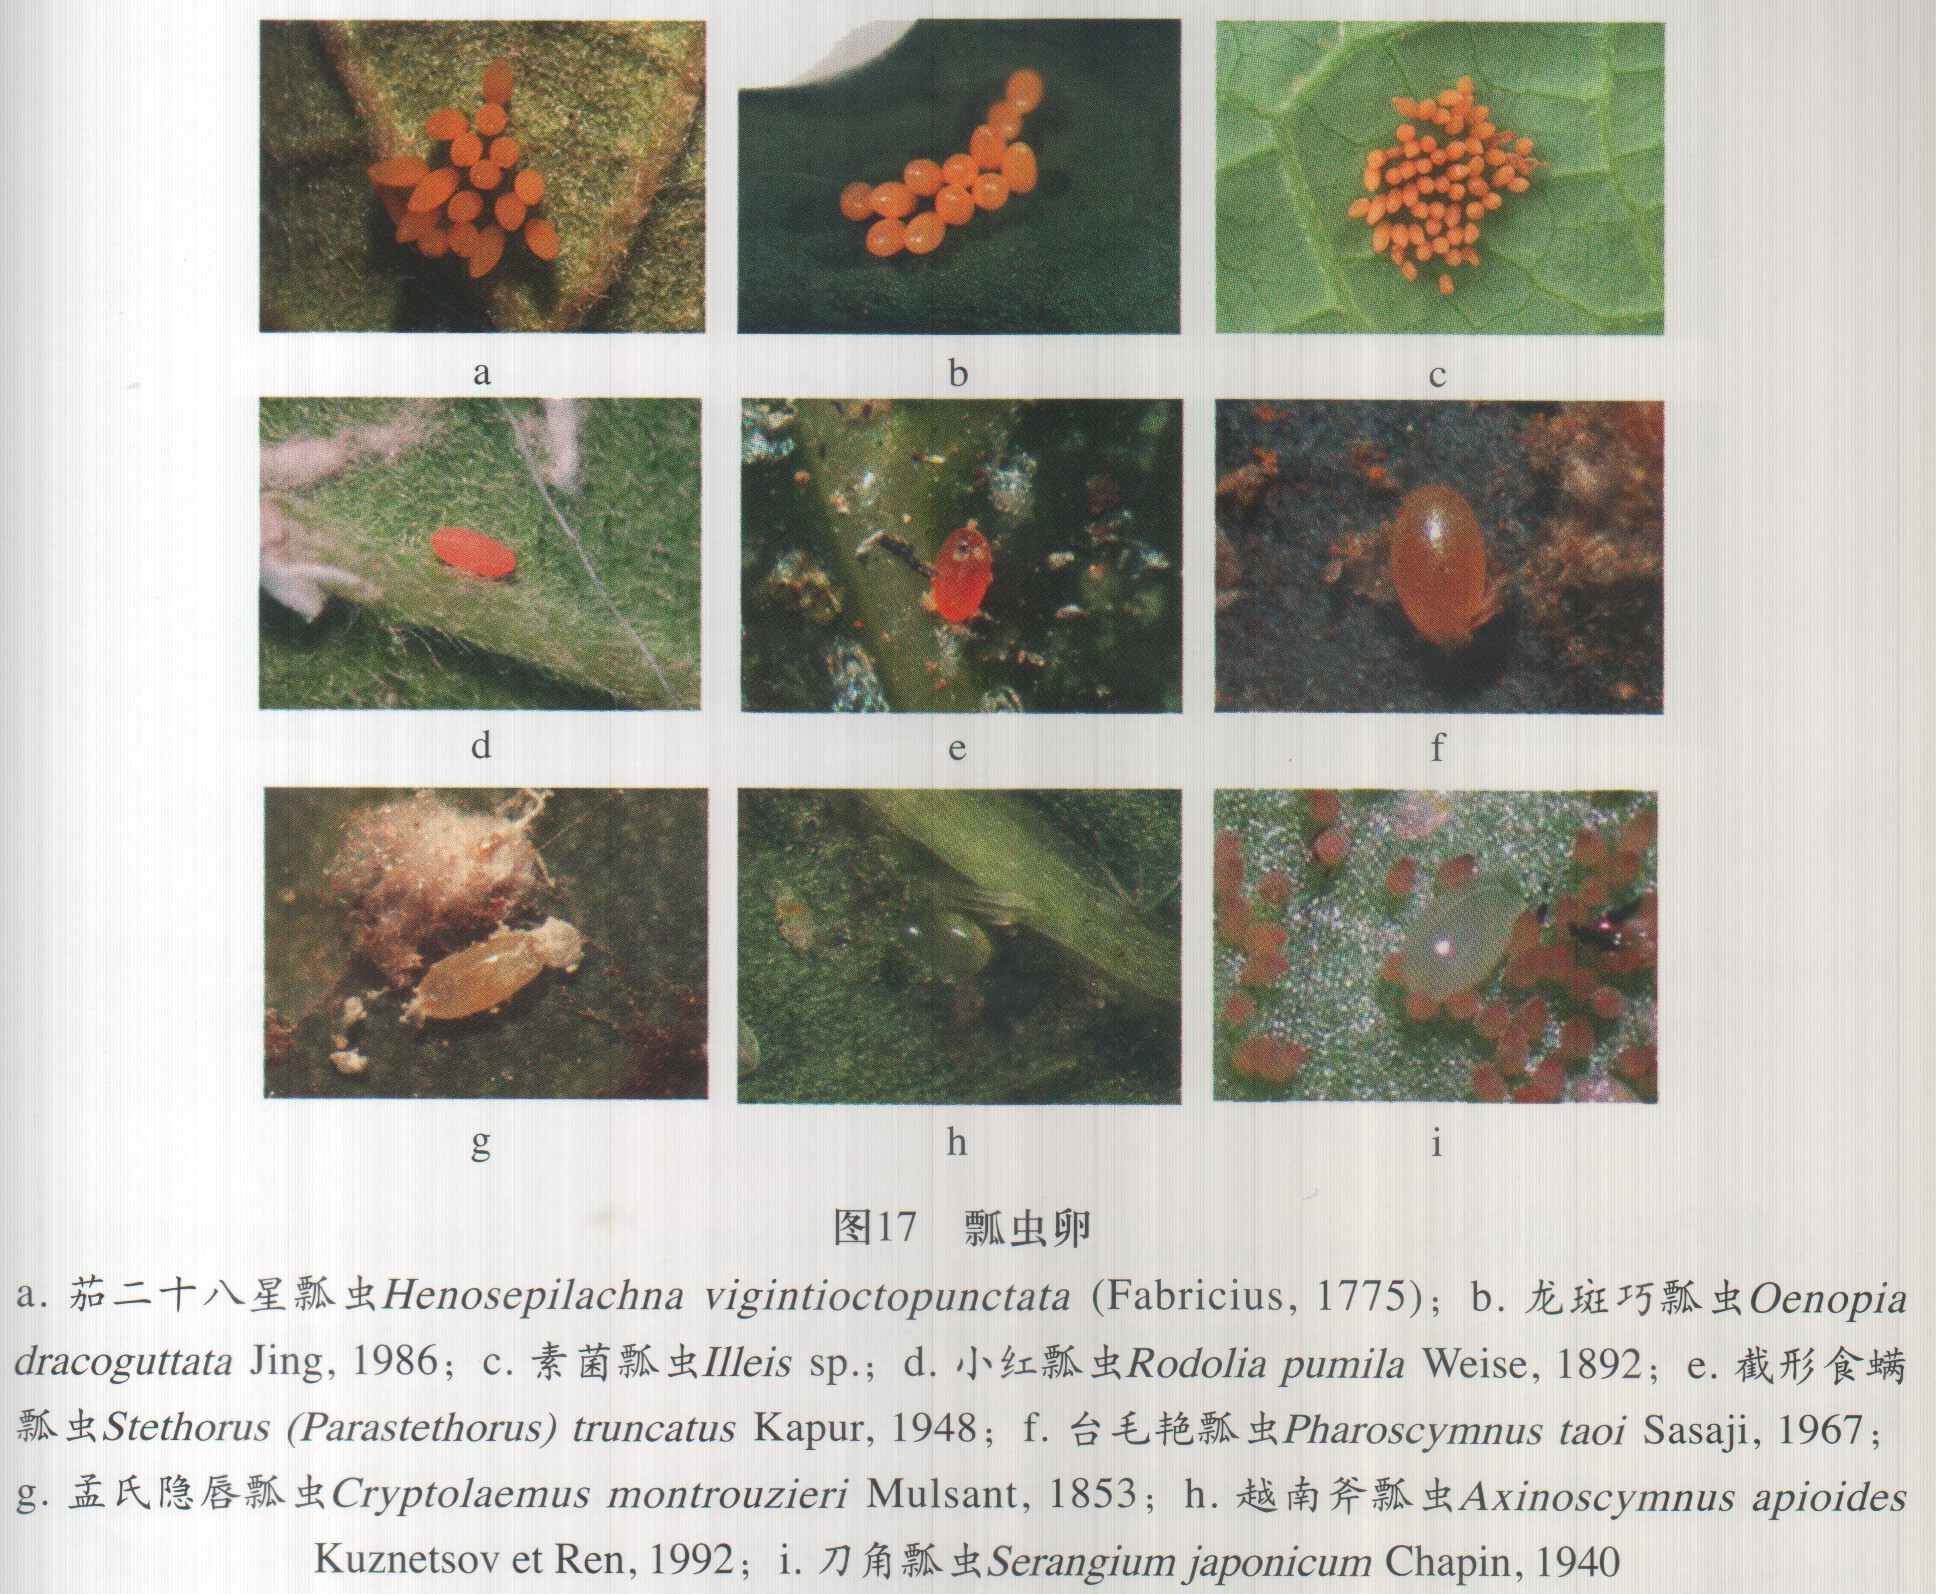 a
b
c
d
e
f
g
h
i
图17 瓢虫卵
a. 茄二十八星瓢虫Henosepilachna vigintioctopunctata (Fabricius, 1775)；b. 龙斑巧瓢虫Oenopia
dracoguttata Jing, 1986；c. 素菌瓢虫Illeis sp.；d. 小红瓢虫Rodolia pumila Weise, 1892；e. 截形食螨
瓢虫Stethorus (Parastethorus) truncatus Kapur, 1948；f. 台毛艳瓢虫Pharoscymnus taoi Sasaji, 1967；
g. 孟氏隐唇瓢虫Cryptolaemus montrouzieri Mulsant, 1853；h. 越南斧瓢虫Axinoscymnus apioides
Kuznetsov et Ren, 1992；i. 刀角瓢虫Serangium japonicum Chapin, 1940